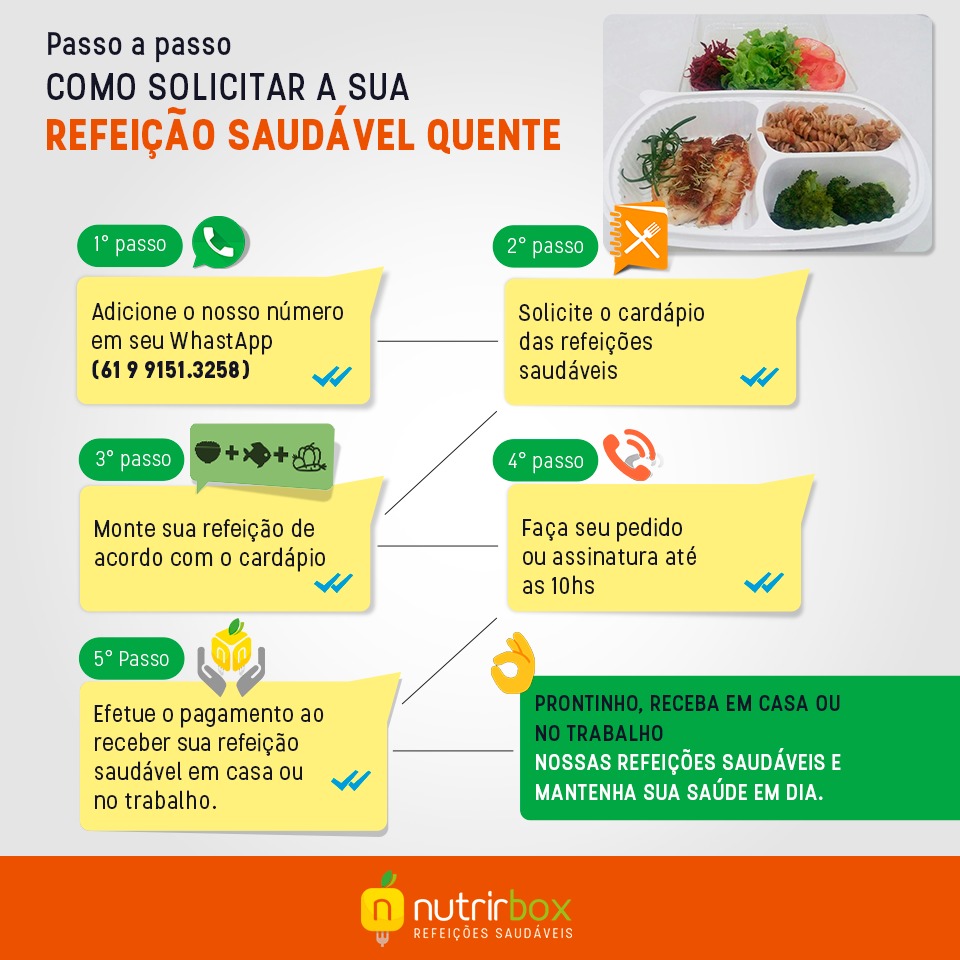 Passo a passo
COMO SOLICITAR A SUA
REFEIÇÃO SAUDÁVEL QUENTE
1° passo
Adicione o nosso número
em seu WhastApp
(61 9 9151.3258)
2° passo
Solicite o cardápio
das refeições
saudáveis
3° passo
Monte sua refeição de
acordo com o cardápio
4° passo
Faça seu pedido
ou assinatura até
as 10hs
5° Passo
Efetue o pagamento ao
receber sua refeição
saudável em casa ou
no trabalho.
PRONTINHO, RECEBA EM CASA OU
NO TRABALHO
NOSSAS REFEIÇÕES SAUDÁVEIS E
MANTENHA SUA SAÚDE EM DIA.
n nutrirbox
REFEIÇÕES SAUDÁVEIS